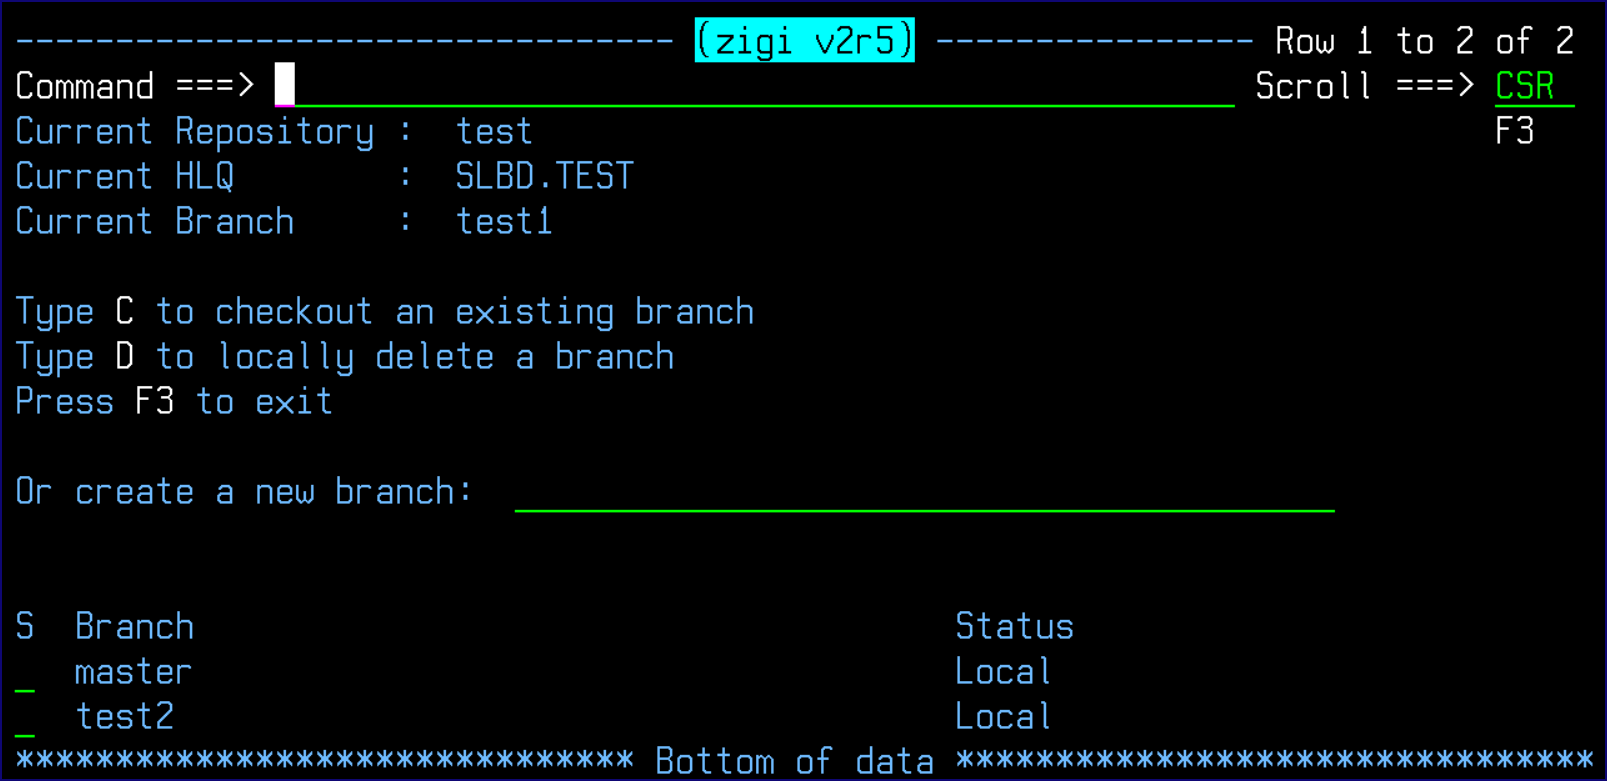 --------------------------------- (zigi v2r5) ---------------- Row 1 to 2 of 2
Command ===> Scroll ===> CSR
Current Repository : test F3
Current HLQ : SLBD.TEST
Current Branch : test1
Type C to checkout an existing branch
Type D to locally delete a branch
Press F3 to exit
Or create a new branch:
S Branch Status
_ master Local
_ test2 Local
******************************* Bottom of data ********************************